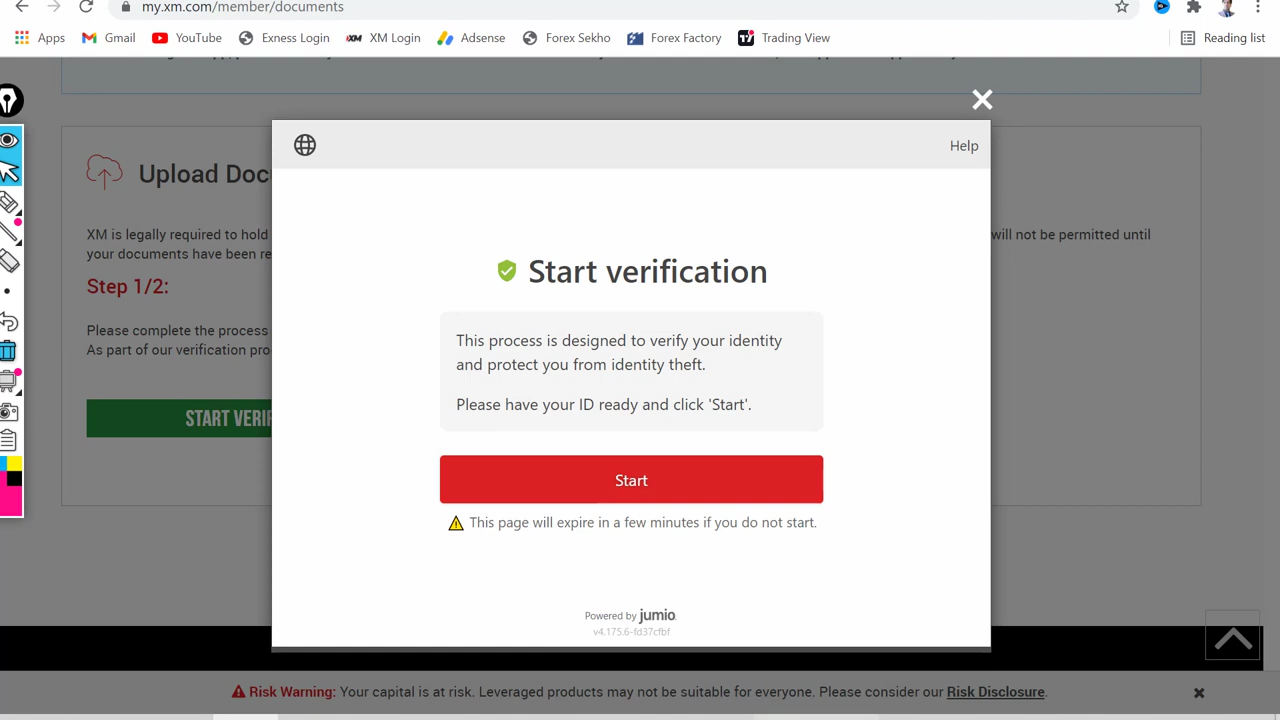 my.xm.com/member/documents
Apps Gmail YouTube Exness Login XM XM Login Adsense Forex Sekho Forex Factory Trading View Reading list
Upload Doc
XM is legally required to hold will not be permitted until
your documents have been re
Step 1/2:
Please complete the process
As part of our verification pro
START VERIF
Help
Start verification
This process is designed to verify your identity
and protect you from identity theft.
Please have your ID ready and click 'Start'.
Start
This page will expire in a few minutes if you do not start.
Powered by jumio.
v4.175.6-fd37cfbf
Risk Warning: Your capital is at risk. Leveraged products may not be suitable for everyone. Please consider our Risk Disclosure.